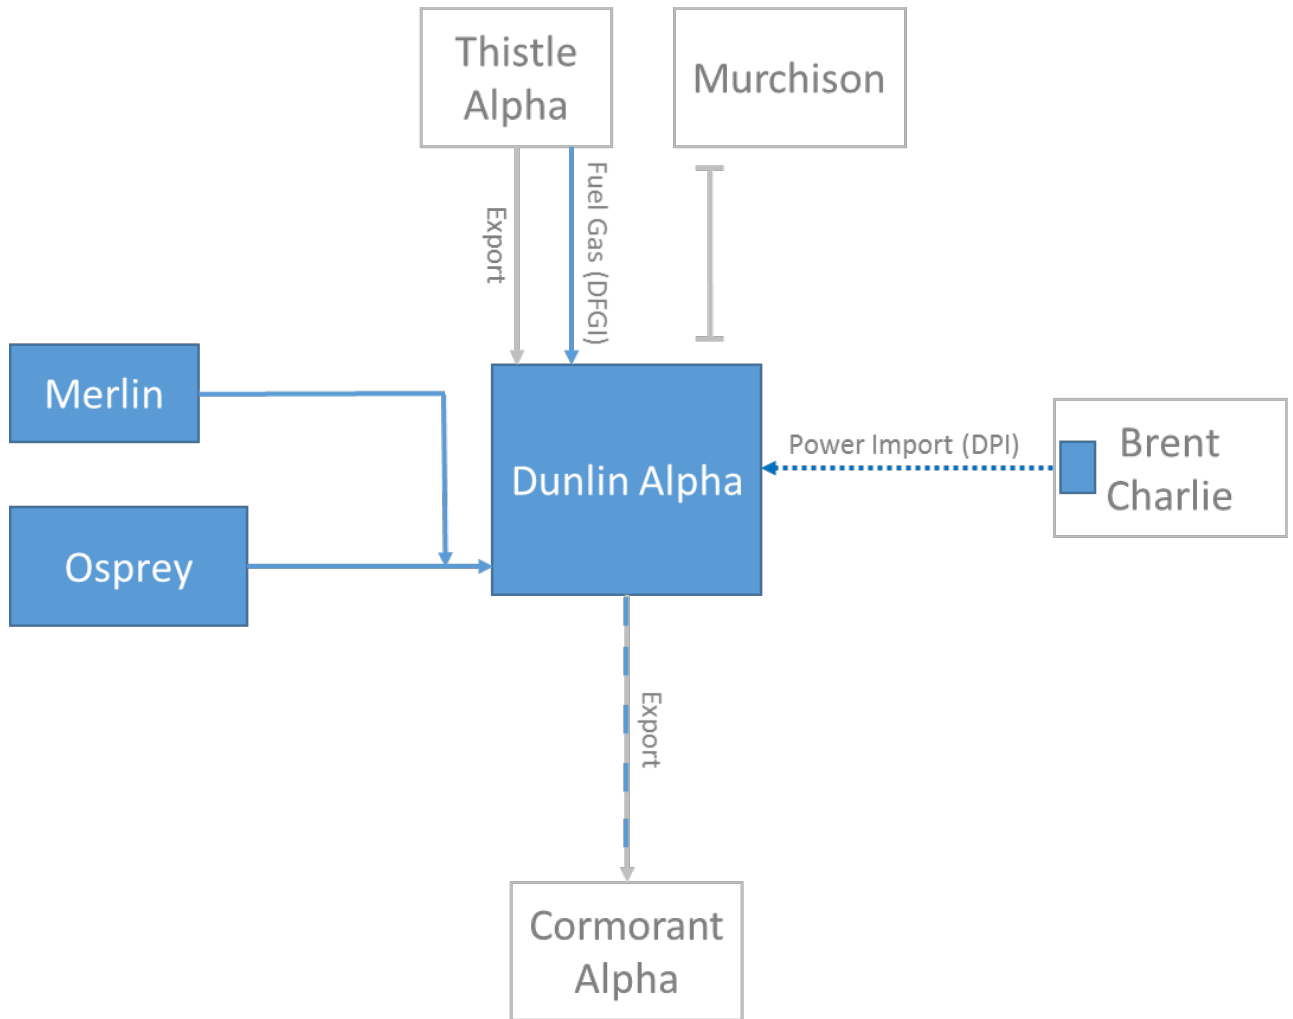 Thistle
Alpha
Murchison
Export
Fuel Gas (DFGI)
Merlin
Dunlin Alpha
Power Import (DPI)
Brent
Charlie
Osprey
Export
Cormorant
Alpha